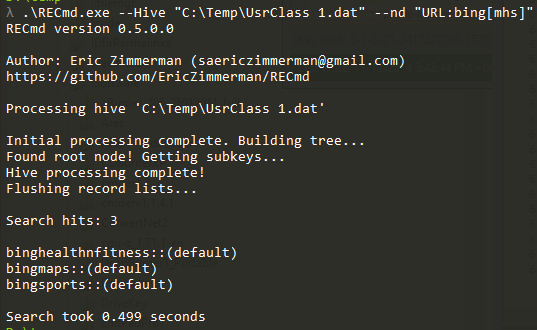 λ .\RECmd.exe --Hive "C:\Temp\UsrClass 1.dat" --nd "URL:bing[mhs]"
RECmd version 0.5.0.0
Author: Eric Zimmerman (saericzimmerman@gmail.com)
https://github.com/EricZimmerman/RECmd
Processing hive 'C:\Temp\UsrClass 1.dat'
Initial processing complete. Building tree...
Found root node! Getting subkeys...
Hive processing complete!
Flushing record lists...
Search hits: 3
binghealthnfitness::(default)
bingmaps::(default)
bingsports::(default)
Search took 0.499 seconds